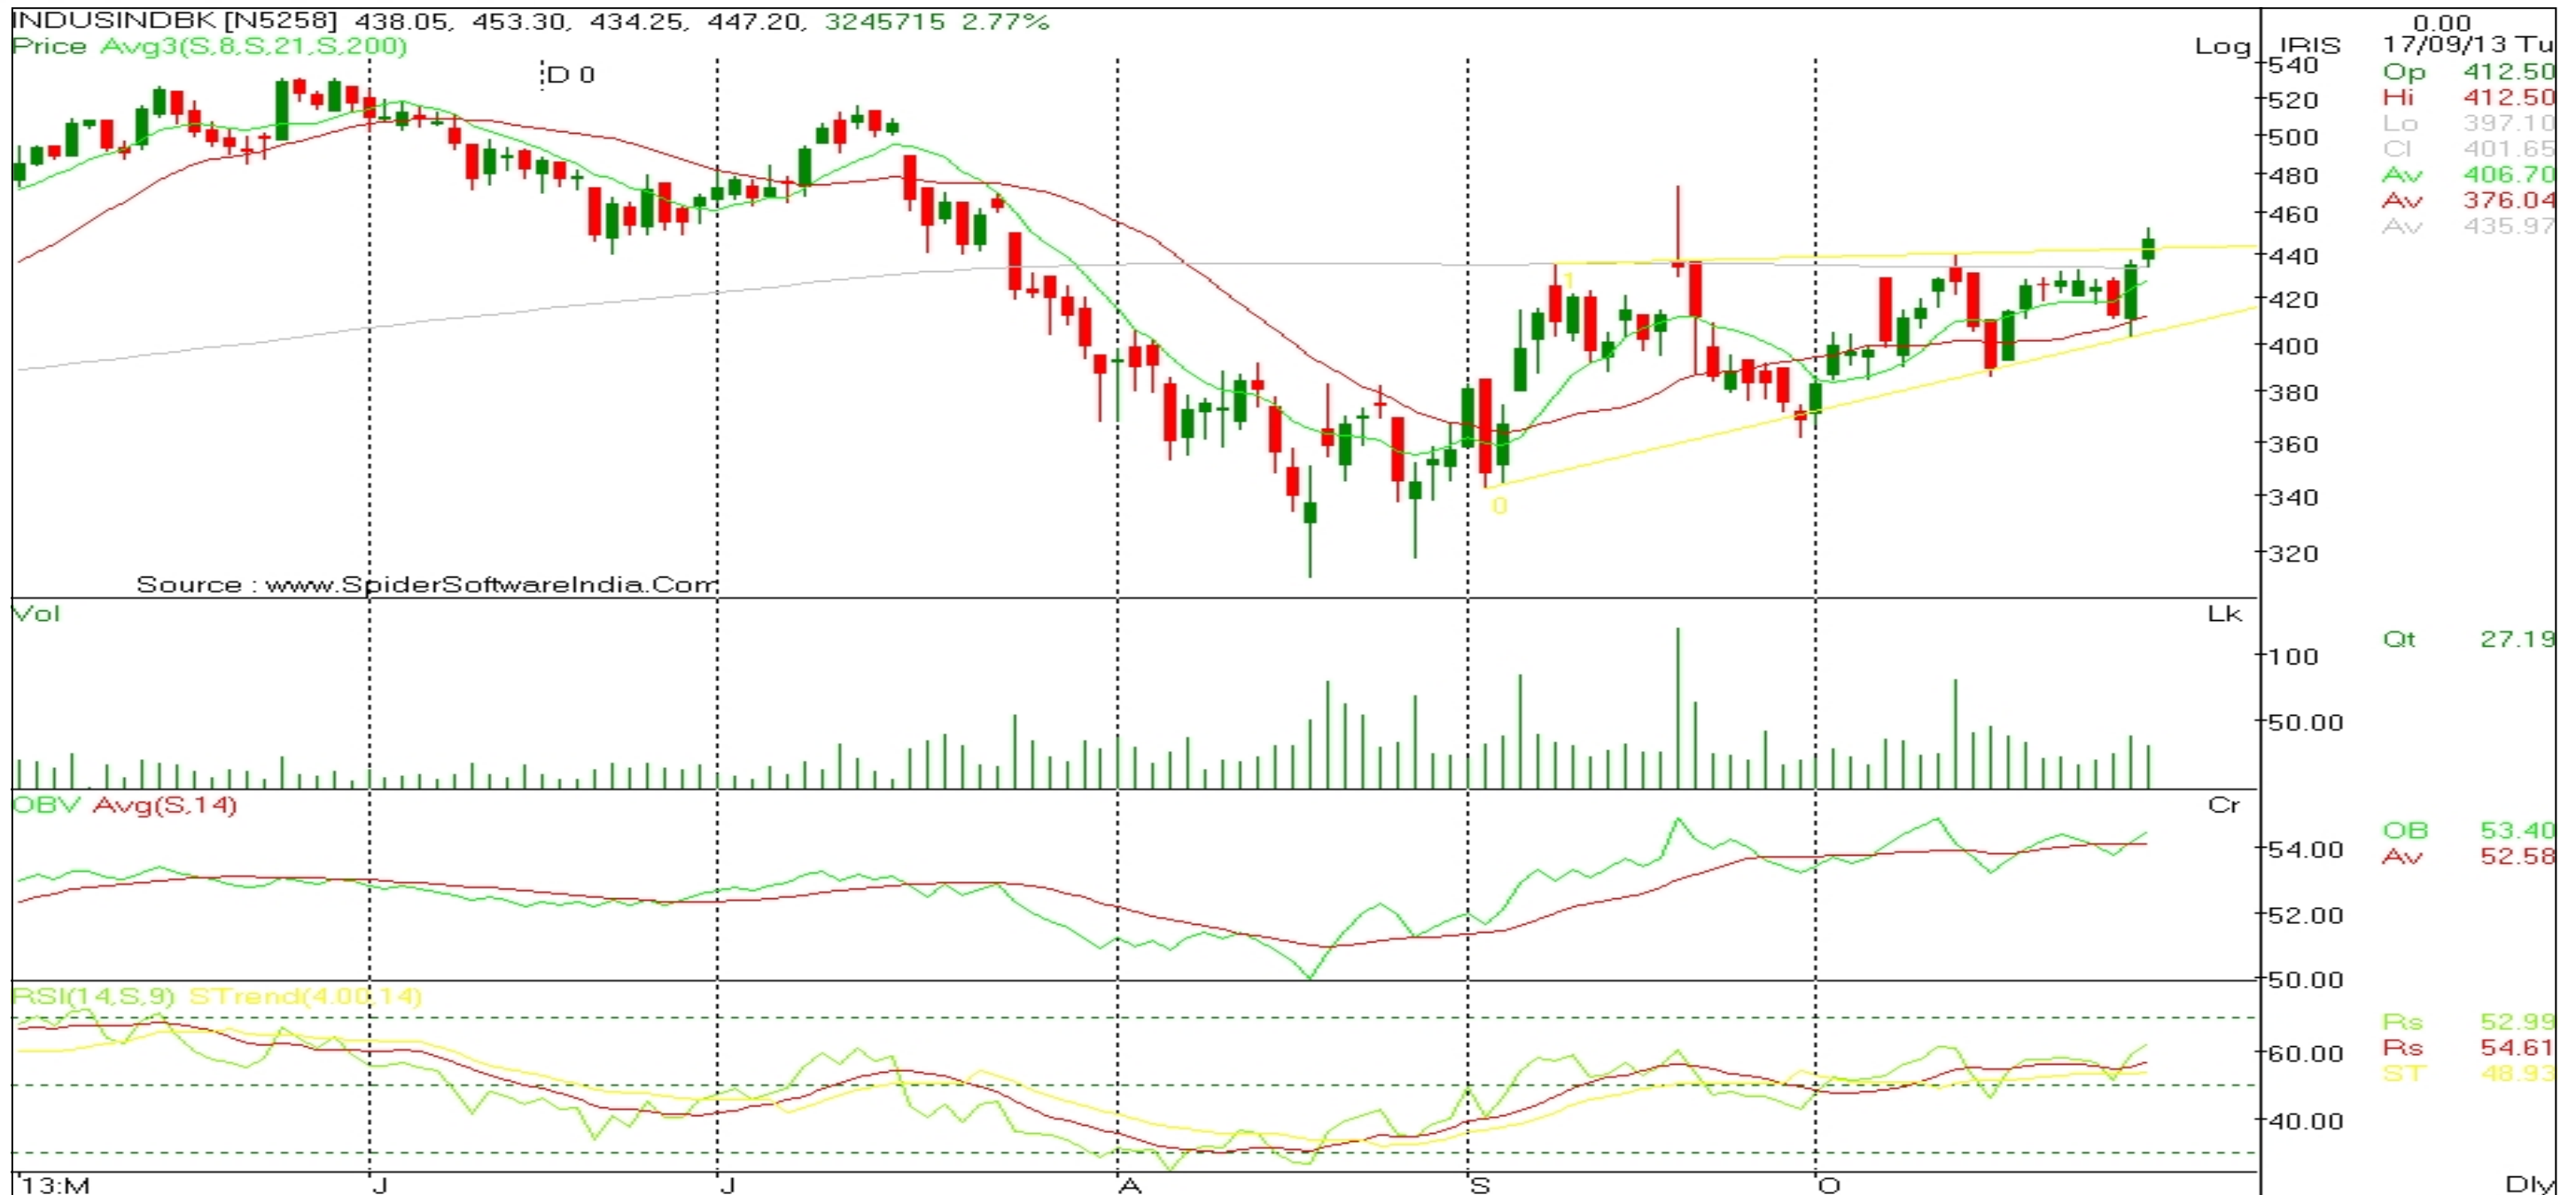 INDUSINDBK [N5258] 438.05, 453.30, 434.25, 447.20, 3245715 2.77%
Price Avg3(S,8,S,21,S,200)
D 0
Log
IRIS
0.00
17/09/13 Tu
Op 412.50
Hi 412.50
Lo 397.10
Cl 401.65
Av 406.70
Av 376.04
Av 435.97
540
520
500
480
460
440
420
400
380
360
340
320
1
0
Source : www.SpiderSoftwareIndia.Com
Vol
Lk
Qt 27.19
100
50.00
OBV Avg(S,14)
Cr
OB 53.40
Av 52.58
54.00
52.00
50.00
RSI(14,S,9) STrend(4.00,14)
Rs 52.99
Rs 54.61
ST 48.93
60.00
40.00
'13:M J J A S O
Dly